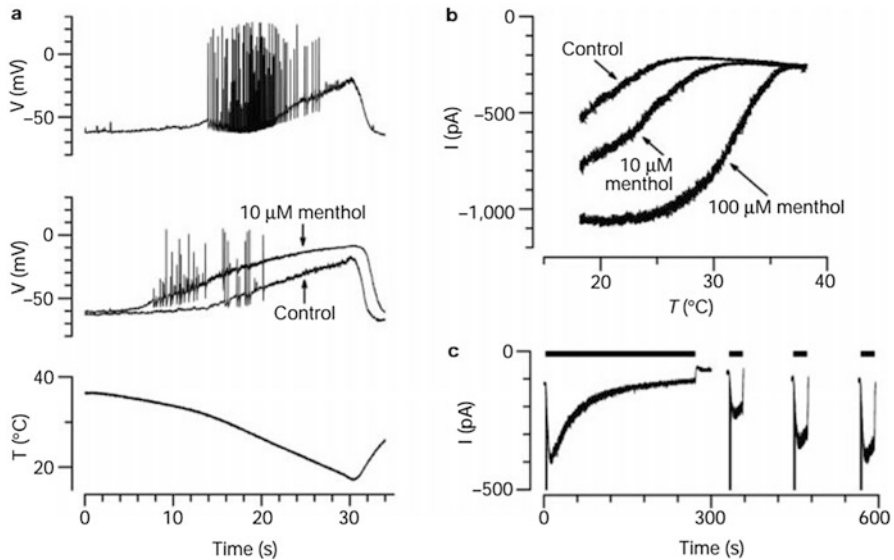 a
V (mV)
0
−50
V (mV)
0
−50
10 μM menthol
Control
T (°C)
40
20
0
10
20
30
Time (s)
b
I (pA)
0
−500
−1,000
Control
10 μM
menthol
100 μM menthol
20
30
40
T (°C)
c
I (pA)
0
−500
0
300
600
Time (s)